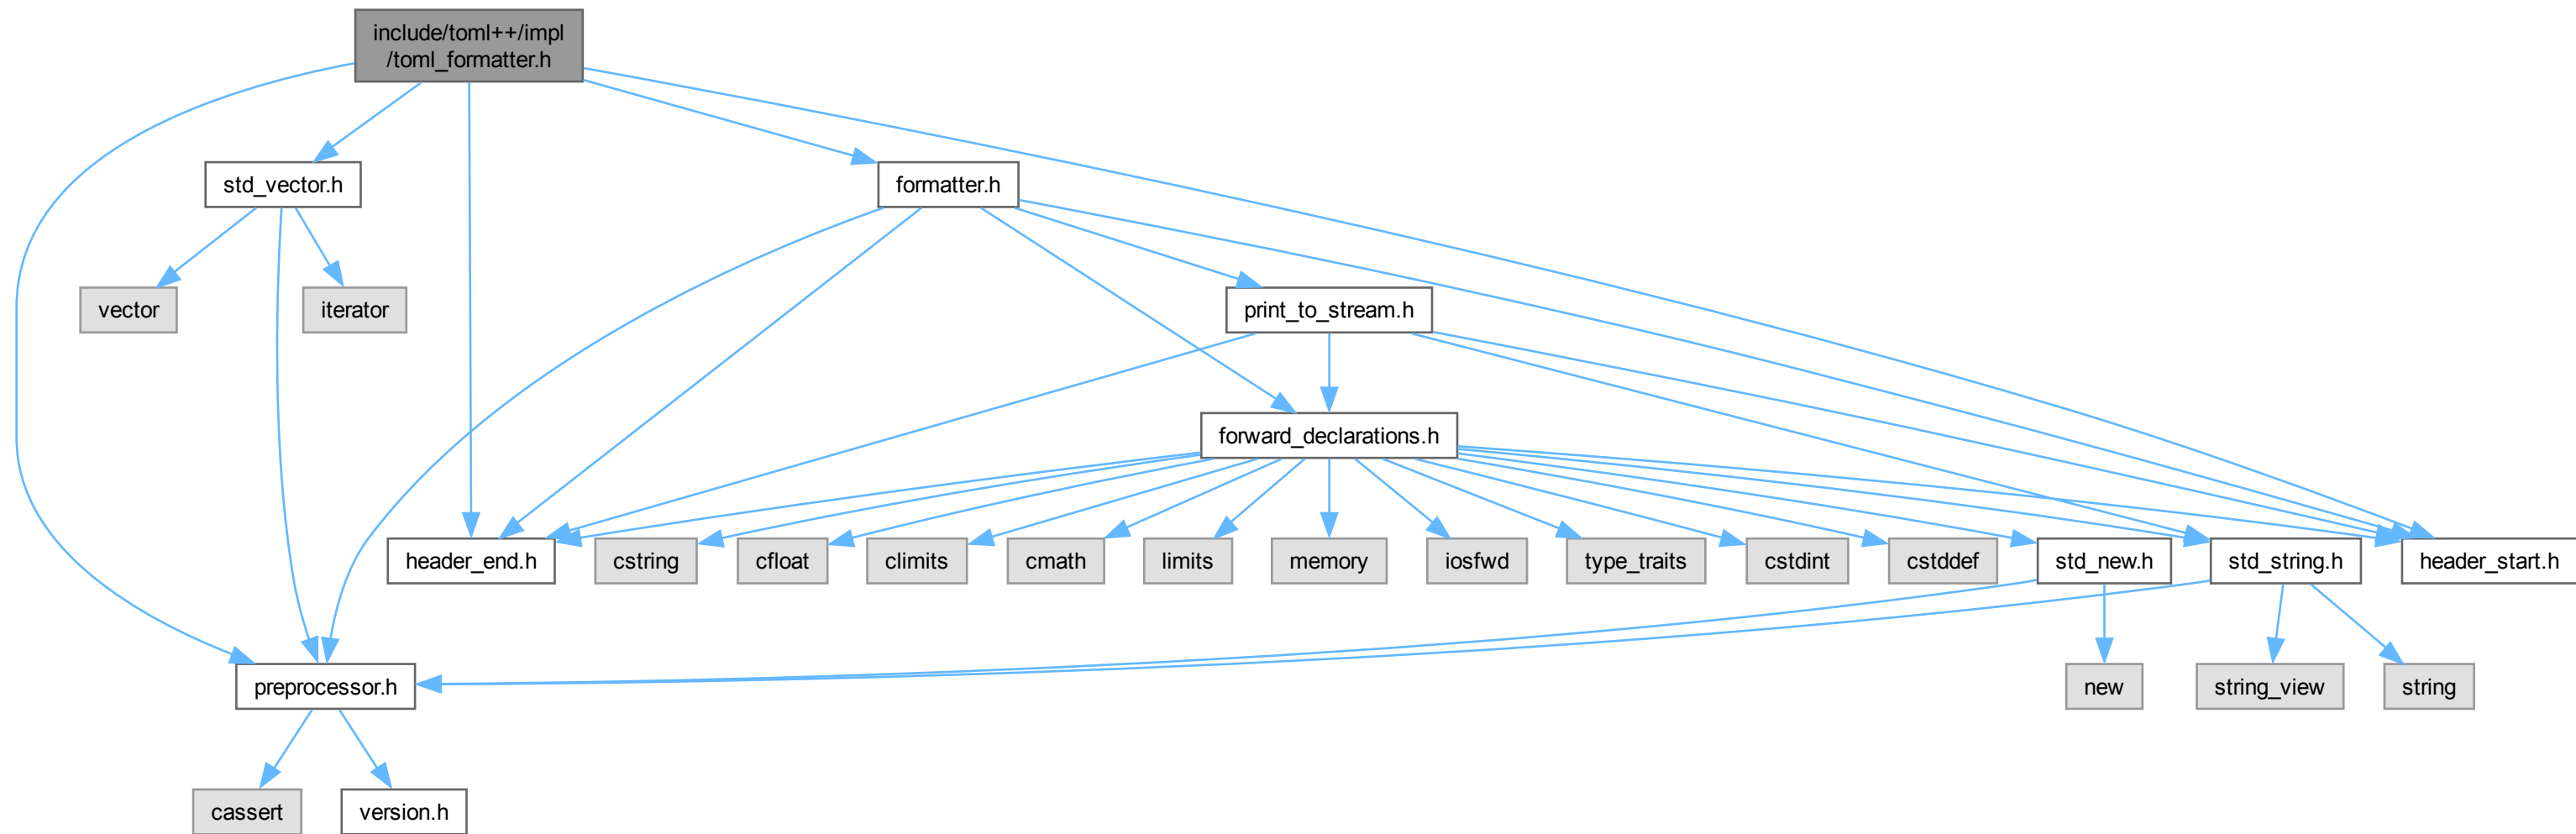 include/toml++/impl
/toml_formatter.h
std_vector.h
formatter.h
vector
iterator
print_to_stream.h
forward_declarations.h
header_end.h
cstring
cfloat
climits
cmath
limits
memory
iosfwd
type_traits
cstdint
cstddef
std_new.h
std_string.h
header_start.h
preprocessor.h
new
string_view
string
cassert
version.h